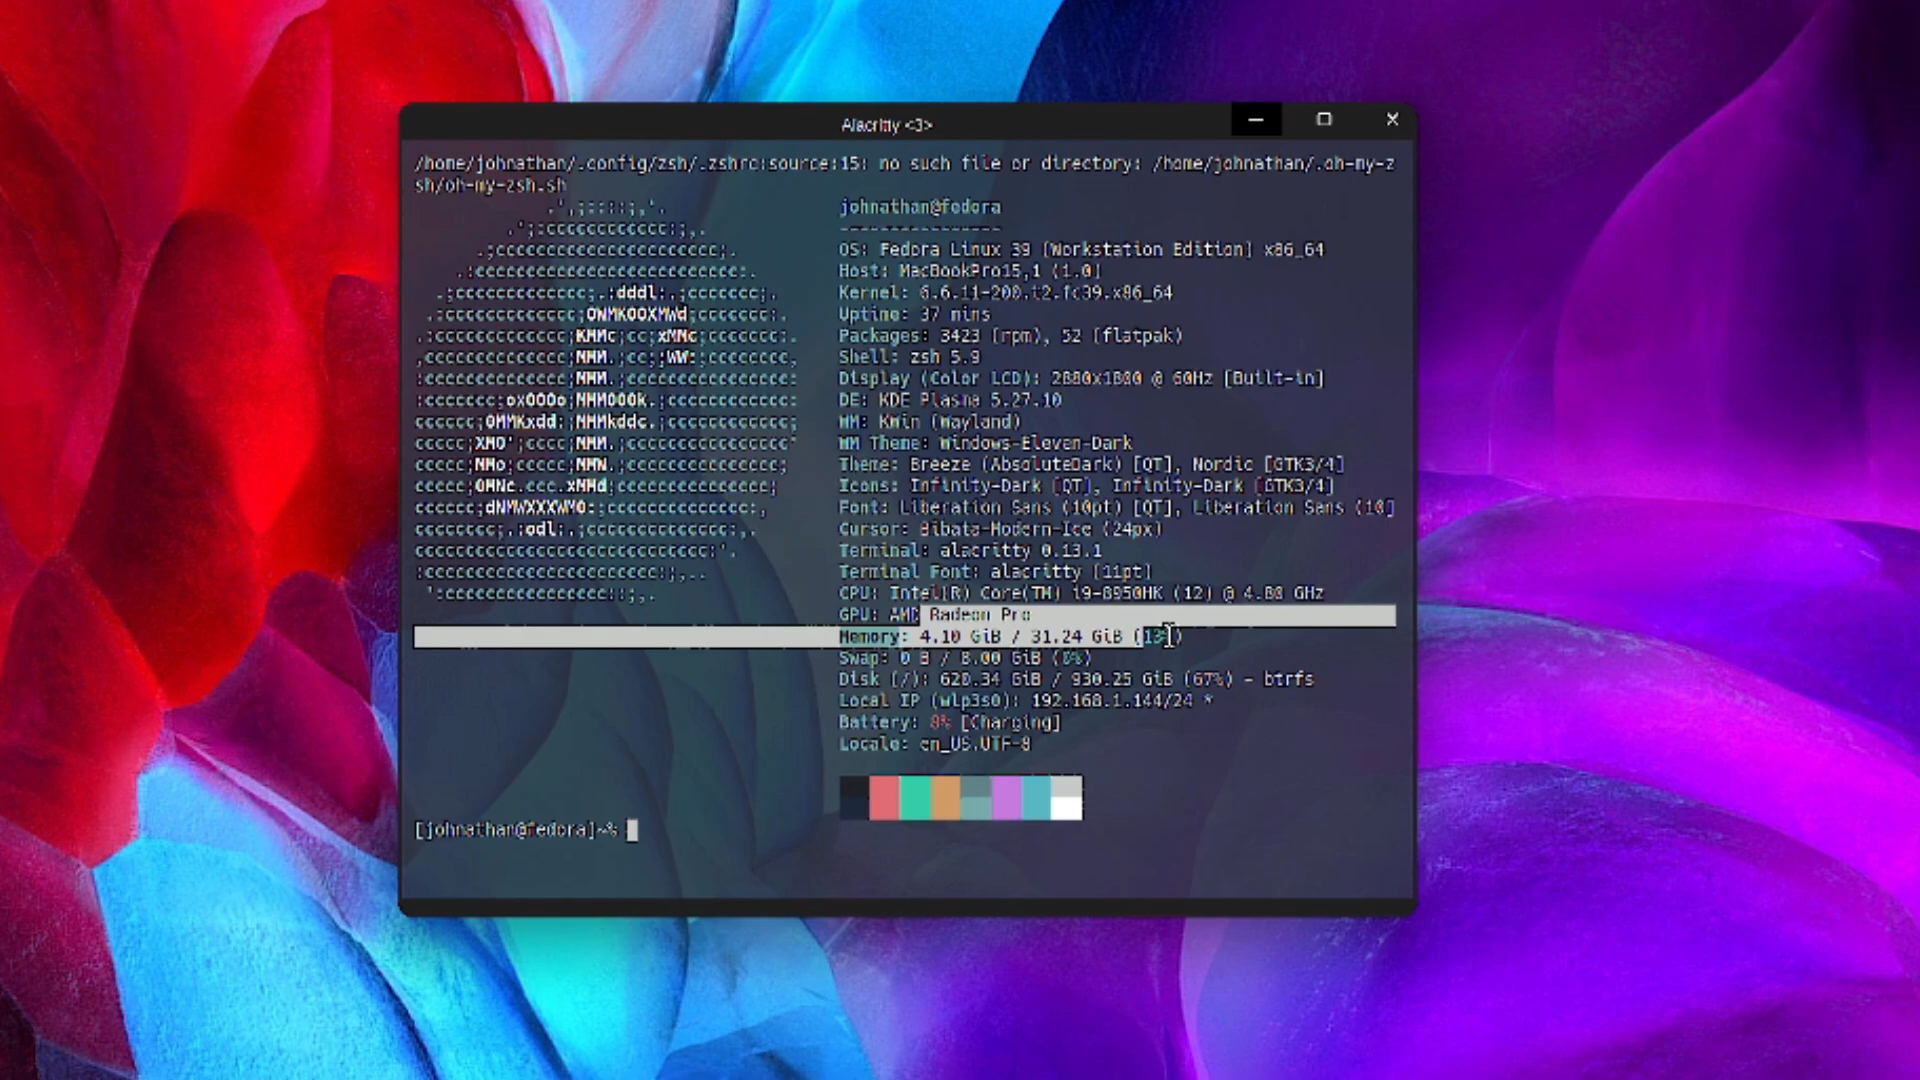 Alacritty <3>
/home/johnathan/.config/zsh/.zshrc:source:15: no such file or directory: /home/johnathan/.oh-my-z
sh/oh-my-zsh.sh
johnathan@fedora
----------------
OS: Fedora Linux 39 (Workstation Edition) x86_64
Host: MacBookPro15,1 (1.0)
Kernel: 6.6.11-200.t2.fc39.x86_64
Uptime: 37 mins
Packages: 3423 (rpm), 52 (flatpak)
Shell: zsh 5.9
Display (Color LCD): 2880x1800 @ 60Hz [Built-in]
DE: KDE Plasma 5.27.10
WM: KWin (Wayland)
WM Theme: Windows-Eleven-Dark
Theme: Breeze (AbsoluteDark) [QT], Nordic [GTK3/4]
Icons: Infinity-Dark [QT], Infinity-Dark [GTK3/4]
Font: Liberation Sans (10pt) [QT], Liberation Sans (10]
Cursor: Bibata-Modern-Ice (24px)
Terminal: alacritty 0.13.1
Terminal Font: alacritty (11pt)
CPU: Intel(R) Core(TM) i9-8950HK (12) @ 4.80 GHz
GPU: AMD Radeon Pro
Memory: 4.10 GiB / 31.24 GiB (13%)
Swap: 0 B / 8.00 GiB (0%)
Disk (/): 620.34 GiB / 930.25 GiB (67%) - btrfs
Local IP (wlp3s0): 192.168.1.144/24 *
Battery: 8% [Charging]
Locale: en_US.UTF-8
[johnathan@fedora]~%